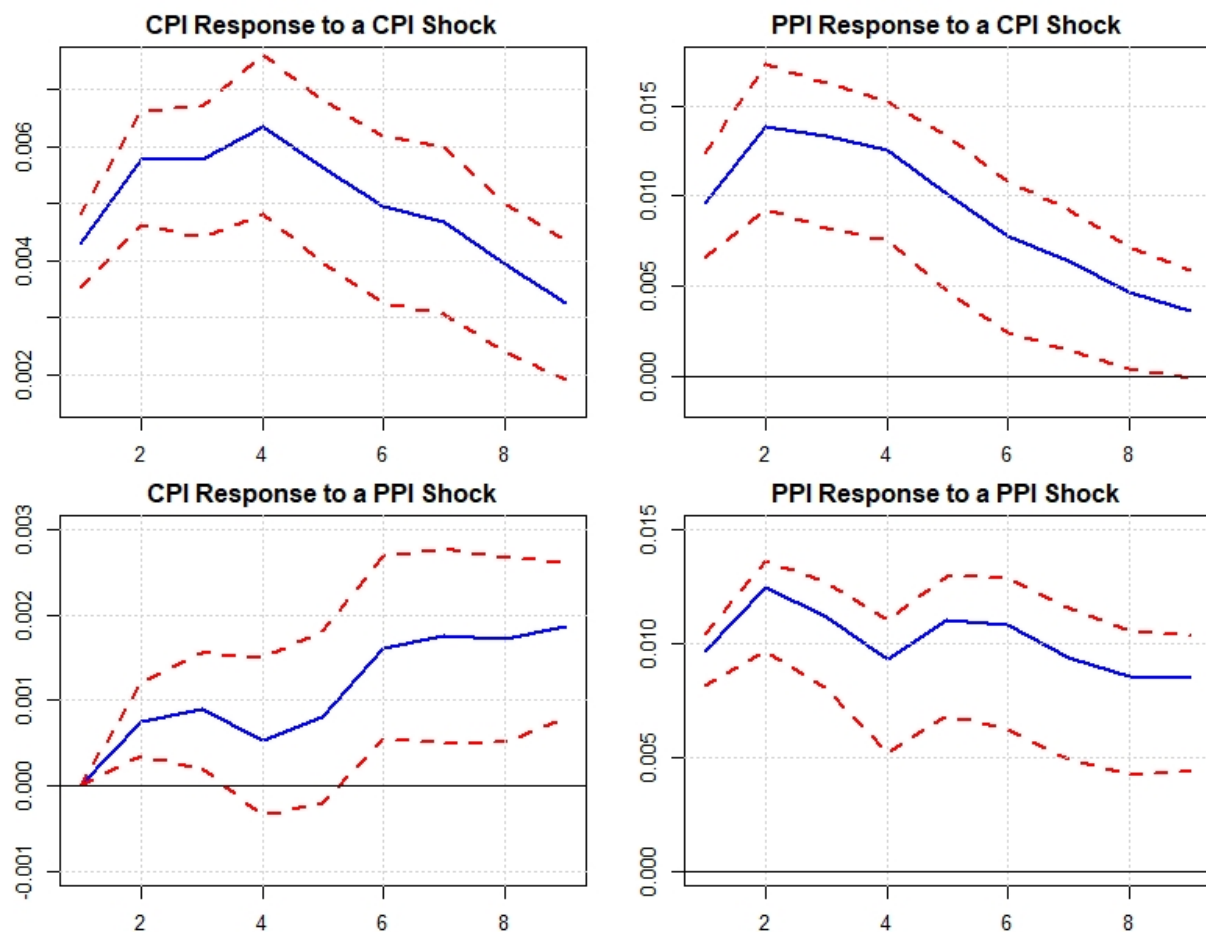 CPI Response to a CPI Shock
0.006
0.004
0.002
2 4 6 8
PPI Response to a CPI Shock
0.015
0.010
0.005
0.000
2 4 6 8
CPI Response to a PPI Shock
0.003
0.002
0.001
0.000
-0.001
2 4 6 8
PPI Response to a PPI Shock
0.015
0.010
0.005
0.000
2 4 6 8